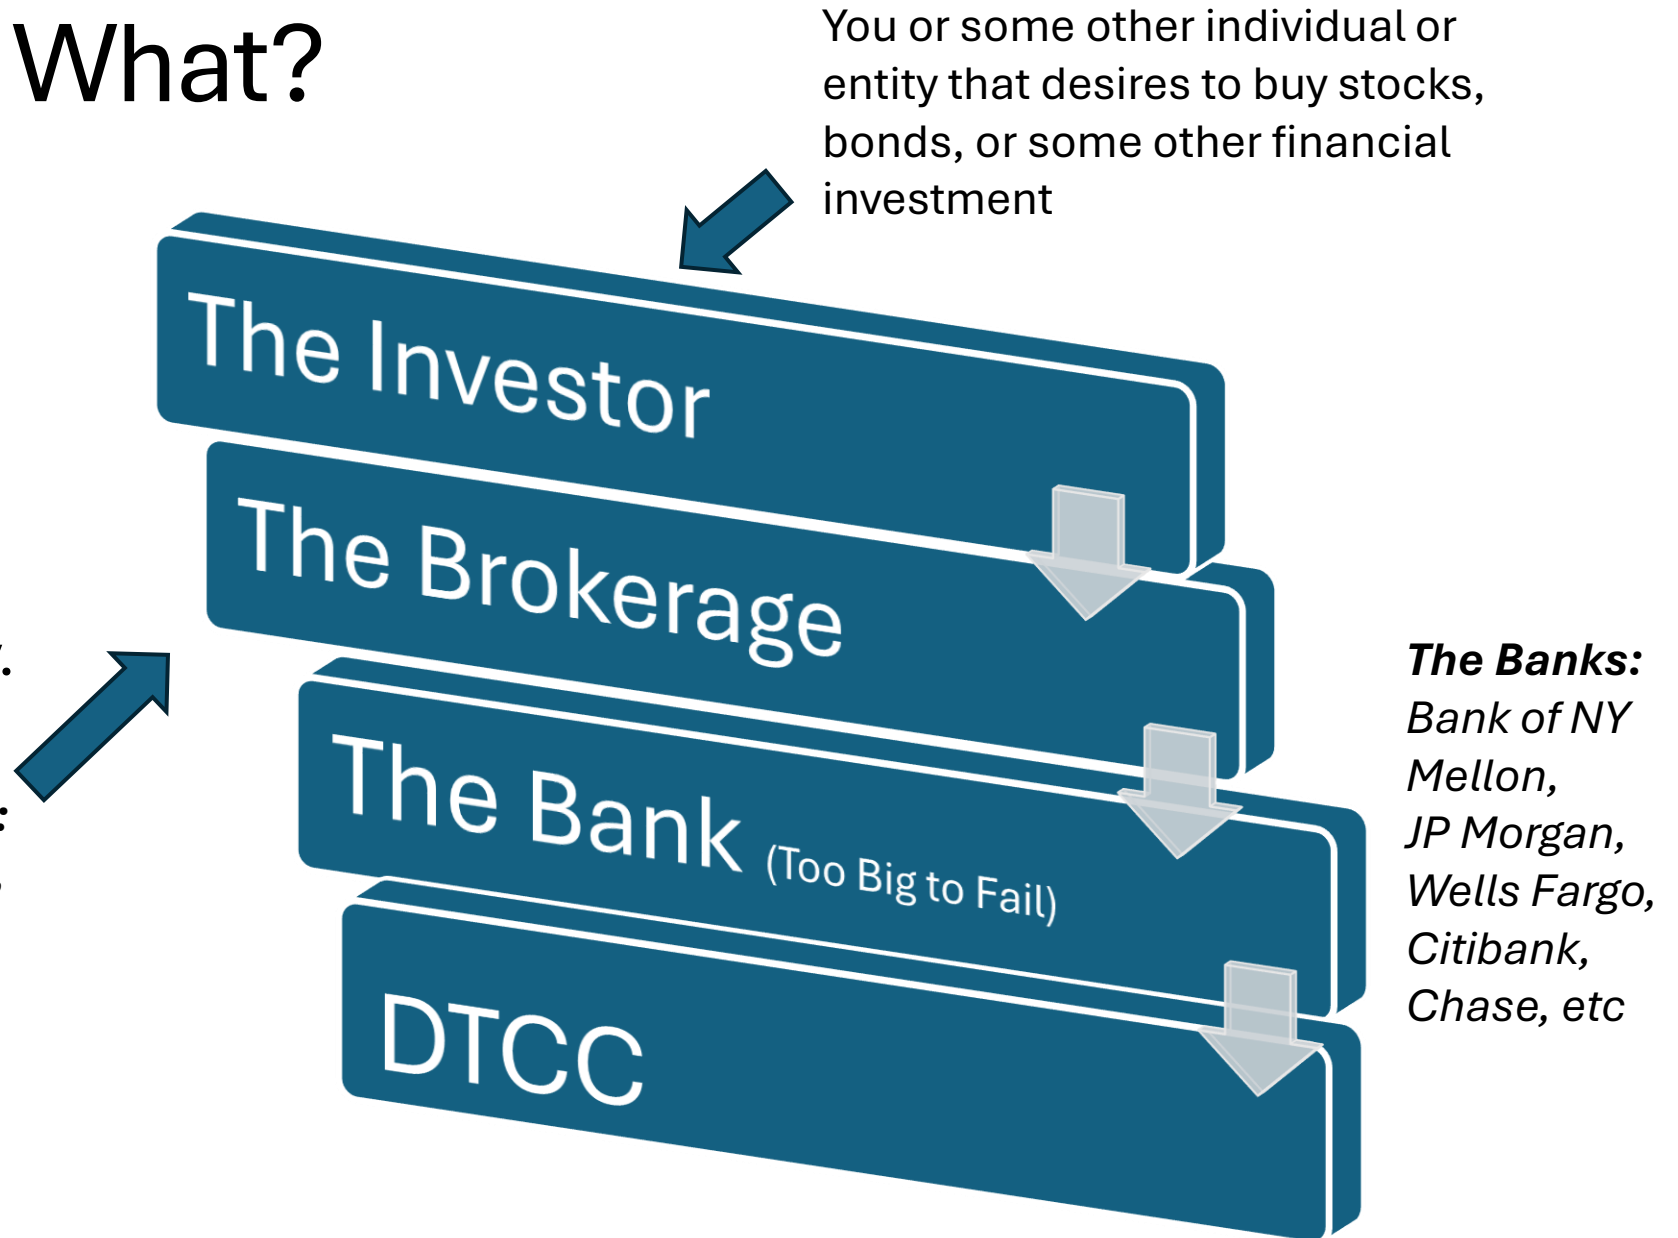 What?
You or some other individual or
entity that desires to buy stocks,
bonds, or some other financial
investment
The Investor
The Brokerage
The Bank (Too Big to Fail)
DTCC
The Banks:
Bank of NY
Mellon,
JP Morgan,
Wells Fargo,
Citibank,
Chase, etc